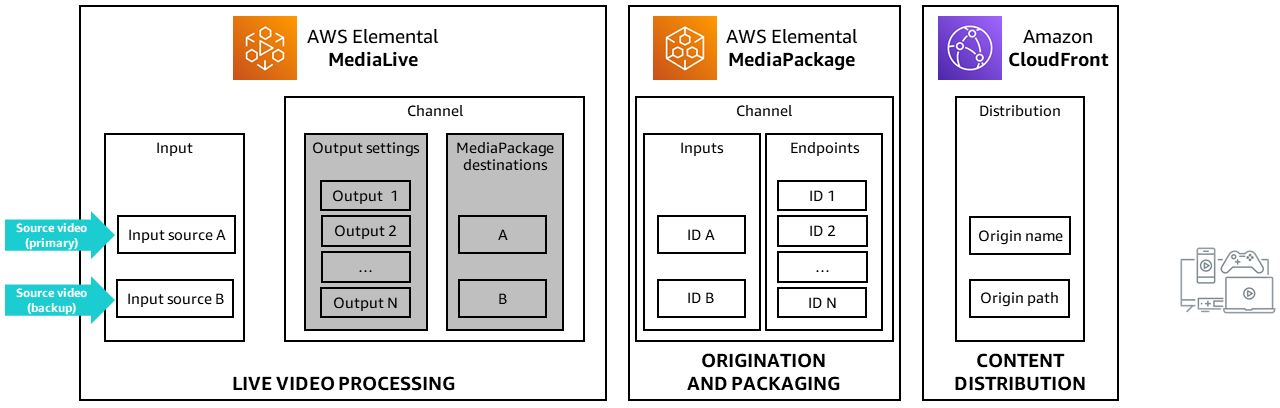 AWS Elemental
MediaLive
Channel
Input
Output settings
MediaPackage
destinations
Output 1
Output 2
...
Output N
A
B
Source video
(primary)
Input source A
Source video
(backup)
Input source B
LIVE VIDEO PROCESSING
AWS Elemental
MediaPackage
Channel
Inputs
Endpoints
ID A
ID B
ID 1
ID 2
...
ID N
ORIGINATION
AND PACKAGING
Amazon
CloudFront
Distribution
Origin name
Origin path
CONTENT
DISTRIBUTION